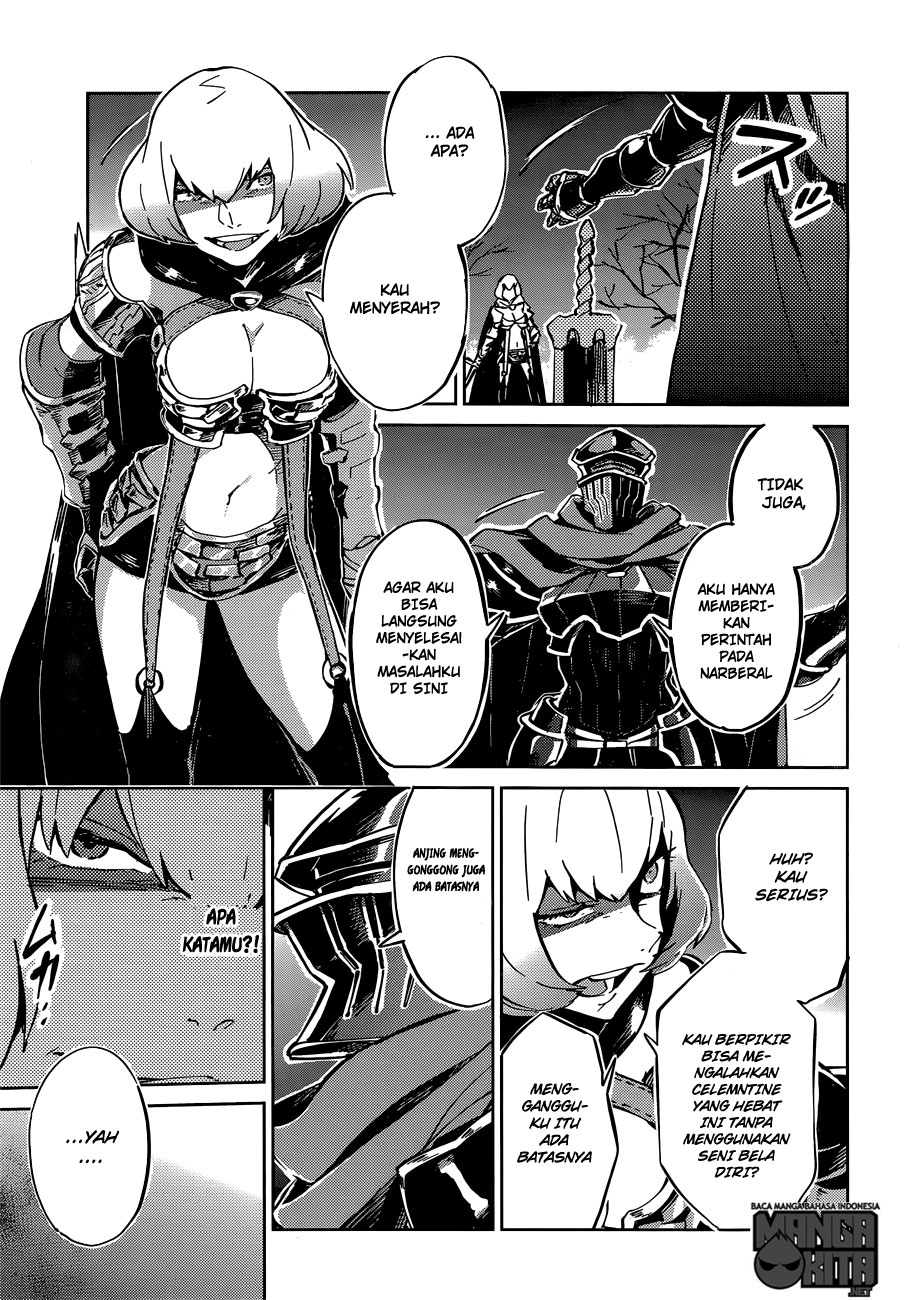 スッ
... ADA
APA?
KAU
MENYERAH?
TIDAK
JUGA,
AKU HANYA
MEMBERI-
KAN
PERINTAH
PADA
NARBERAL
AGAR AKU
BISA
LANGSUNG
MENYELESAI
-KAN
MASALAHKU
DI SINI
HUH?
KAU
SERIUS?
KAU BERPIKIR
BISA ME-
NGALAHKAN
CELEMNTINE
YANG HEBAT
INI TANPA
MENGGUNAKAN
SENI BELA
DIRI?
MENG-
GANGGU-
KU ITU
ADA
BATASNYA
ANJING MENG-
GONGGONG JUGA
ADA BATASNYA
APA
KATAMU?!
...YAH
....
BACA MANGA BAHASA INDONESIA
MANGA
KITA
.NET